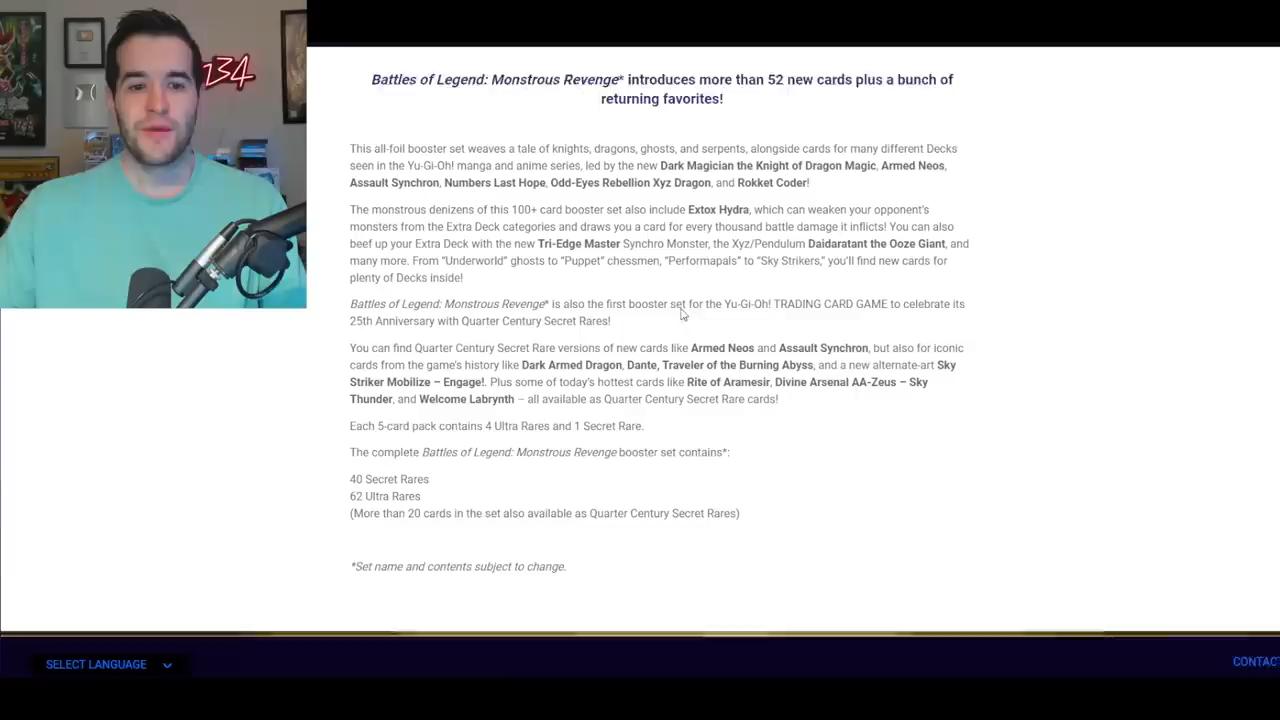 134
Battles of Legend: Monstrous Revenge* introduces more than 52 new cards plus a bunch of
returning favorites!
This all-foil booster set weaves a tale of knights, dragons, ghosts, and serpents, alongside cards for many different Decks
seen in the Yu-Gi-Oh! manga and anime series, led by the new Dark Magician the Knight of Dragon Magic, Armed Neos,
Assault Synchron, Numbers Last Hope, Odd-Eyes Rebellion Xyz Dragon, and Rokket Coder!
The monstrous denizens of this 100+ card booster set also include Extox Hydra, which can weaken your opponent's
monsters from the Extra Deck categories and draws you a card for every thousand battle damage it inflicts! You can also
beef up your Extra Deck with the new Tri-Edge Master Synchro Monster, the Xyz/Pendulum Daidaratant the Ooze Giant, and
many more. From “Underworld” ghosts to “Puppet” chessmen, “Performapals” to “Sky Strikers,” you'll find new cards for
plenty of Decks inside!
Battles of Legend: Monstrous Revenge* is also the first booster set for the Yu-Gi-Oh! TRADING CARD GAME to celebrate its
25th Anniversary with Quarter Century Secret Rares!
You can find Quarter Century Secret Rare versions of new cards like Armed Neos and Assault Synchron, but also for iconic
cards from the game's history like Dark Armed Dragon, Dante, Traveler of the Burning Abyss, and a new alternate-art Sky
Striker Mobilize – Engage!. Plus some of today's hottest cards like Rite of Aramesir, Divine Arsenal AA-Zeus – Sky
Thunder, and Welcome Labrynth – all available as Quarter Century Secret Rare cards!
Each 5-card pack contains 4 Ultra Rares and 1 Secret Rare.
The complete Battles of Legend: Monstrous Revenge booster set contains*:
40 Secret Rares
62 Ultra Rares
(More than 20 cards in the set also available as Quarter Century Secret Rares)
*Set name and contents subject to change.
SELECT LANGUAGE
CONTACT